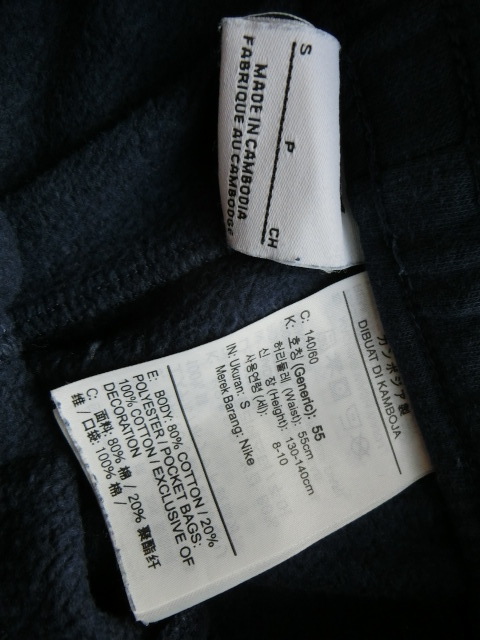 S P CH
MADE IN CAMBODIA
FABRIQUE AU CAMBODGE
カンボジア製
DIBUAT DI KAMBOJA
C: 140/60
K: 호칭 (Generic): 55
허리둘레 (Waist): 55cm
신 장 (Height): 130-140cm
사용연령 (세): 8-10
IN: Ukuran: S
Merek Barang: Nike
E: BODY: 80% COTTON / 20%
POLYESTER / POCKET BAGS:
100% COTTON / EXCLUSIVE OF
DECORATION
C: 面料: 80% 棉 / 20% 聚酯纤
维 / 口袋: 100% 棉 /